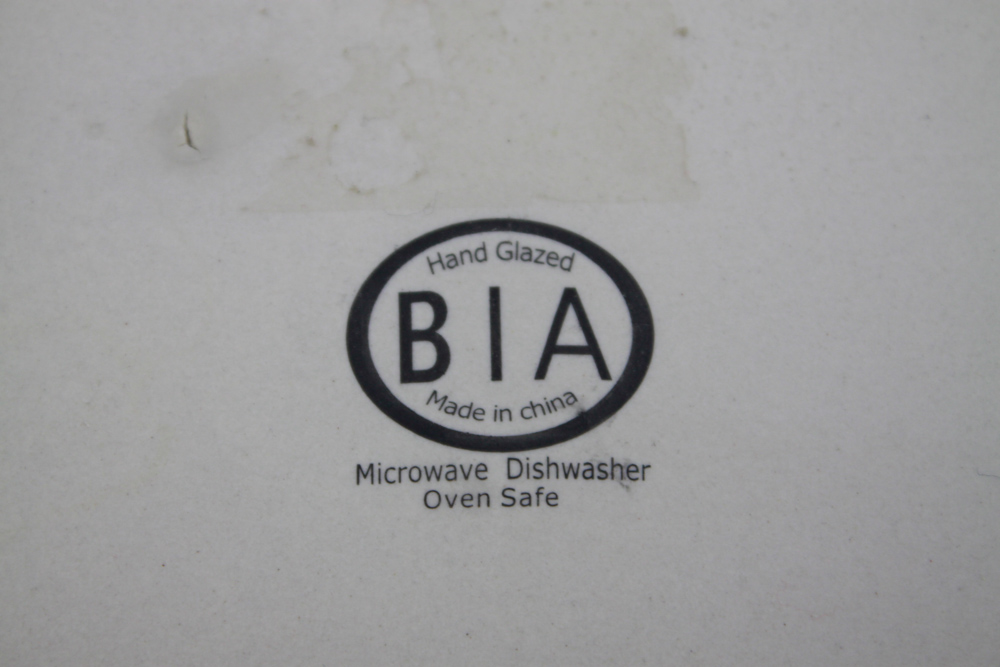 Hand Glazed
BIA
Made in china
Microwave Dishwasher
Oven Safe